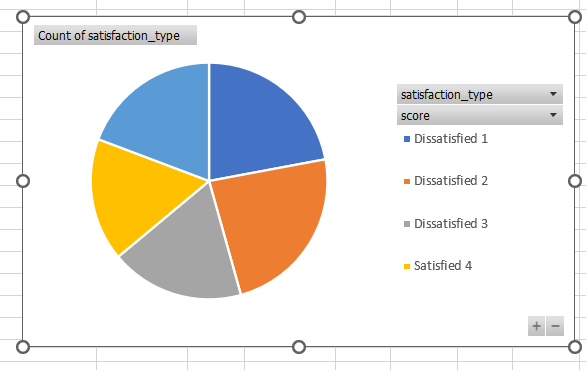 Count of satisfaction_type
satisfaction_type
score
Dissatisfied 1
Dissatisfied 2
Dissatisfied 3
Satisfied 4
+ −